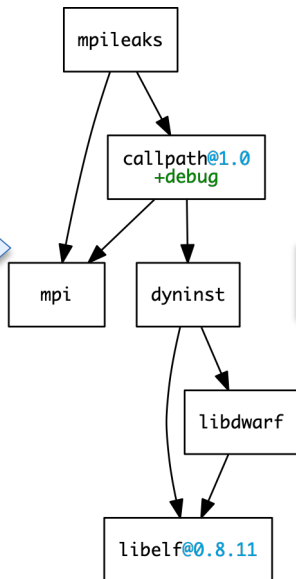 mpileaks
callpath@1.0
+debug
mpi
dyninst
libdwarf
libelf@0.8.11